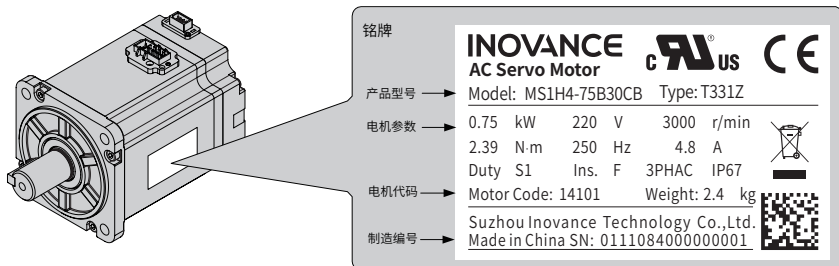 铭牌
INOVANCE
AC Servo Motor
c RU® US CE
产品型号 Model: MS1H4-75B30CB Type: T331Z
电机参数 0.75 kW 220 V 3000 r/min
2.39 N·m 250 Hz 4.8 A
Duty S1 Ins. F 3PHAC IP67
电机代码 Motor Code: 14101 Weight: 2.4 kg
Suzhou Inovance Technology Co.,Ltd.
制造编号 Made in China SN: 0111084000000001